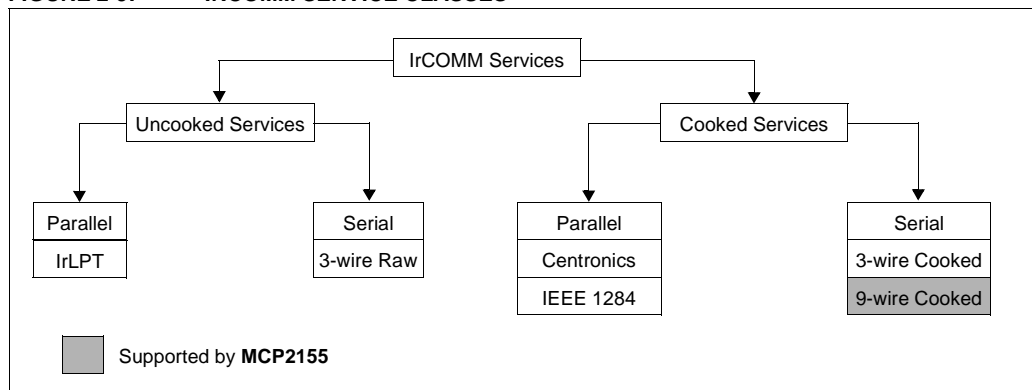 IrCOMM Services
Uncooked Services
Cooked Services
Parallel
IrLPT
Serial
3-wire Raw
Parallel
Centronics
IEEE 1284
Serial
3-wire Cooked
9-wire Cooked
Supported by MCP2155